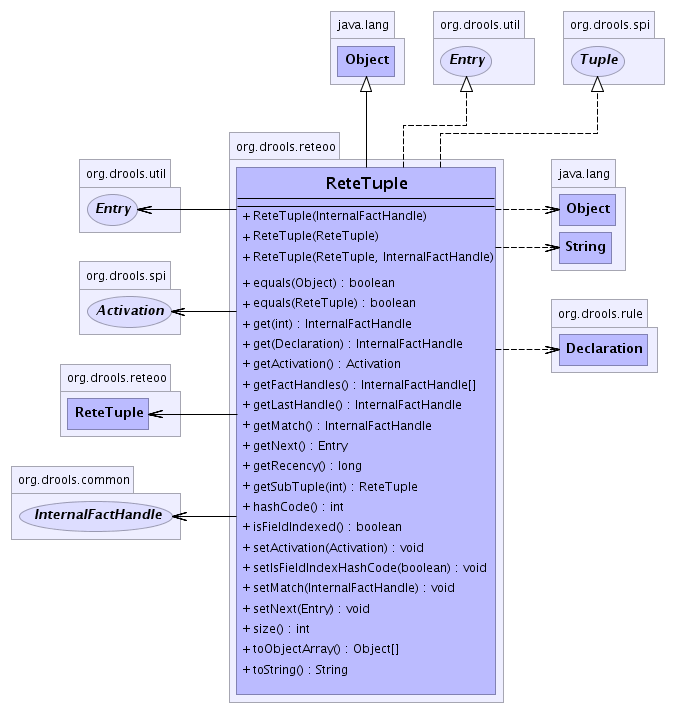 java.lang
Object
org.drools.util
Entry
org.drools.spi
Tuple
org.drools.reteoo
ReteTuple
+ ReteTuple(InternalFactHandle)
+ ReteTuple(ReteTuple)
+ ReteTuple(ReteTuple, InternalFactHandle)
+ equals(Object) : boolean
+ equals(ReteTuple) : boolean
+ get(int) : InternalFactHandle
+ get(Declaration) : InternalFactHandle
+ getActivation() : Activation
+ getFactHandles() : InternalFactHandle[]
+ getLastHandle() : InternalFactHandle
+ getMatch() : InternalFactHandle
+ getNext() : Entry
+ getRecency() : long
+ getSubTuple(int) : ReteTuple
+ hashCode() : int
+ isFieldIndexed() : boolean
+ setActivation(Activation) : void
+ setIsFieldIndexHashCode(boolean) : void
+ setMatch(InternalFactHandle) : void
+ setNext(Entry) : void
+ size() : int
+ toObjectArray() : Object[]
+ toString() : String
org.drools.util
Entry
org.drools.spi
Activation
org.drools.reteoo
ReteTuple
org.drools.common
InternalFactHandle
java.lang
Object
String
org.drools.rule
Declaration